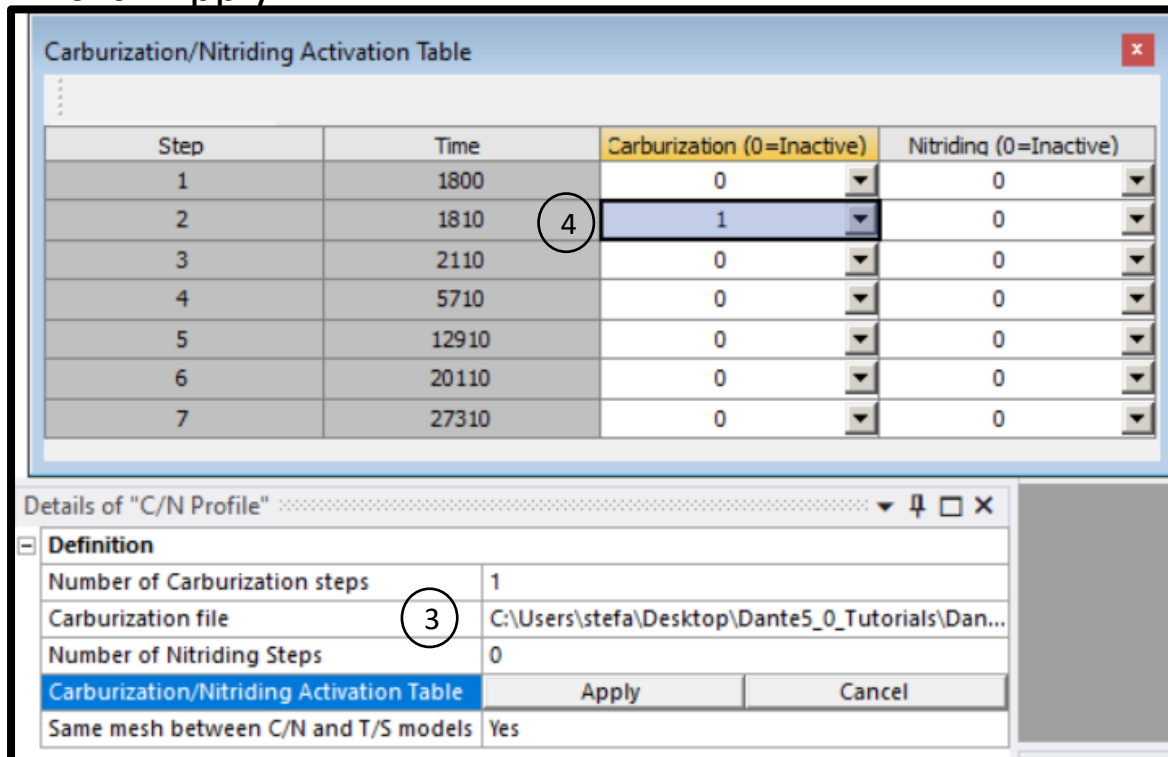 Carburization/Nitriding Activation Table
x
Step Time Carburization (0=Inactive) Nitriding (0=Inactive)
1 1800 0 0
2 1810 4 1 0
3 2110 0 0
4 5710 0 0
5 12910 0 0
6 20110 0 0
7 27310 0 0
Details of "C/N Profile"
Definition
Number of Carburization steps 1
Carburization file 3 C:\Users\stefa\Desktop\Dante5_0_Tutorials\Dan...
Number of Nitriding Steps 0
Carburization/Nitriding Activation Table Apply Cancel
Same mesh between C/N and T/S models Yes